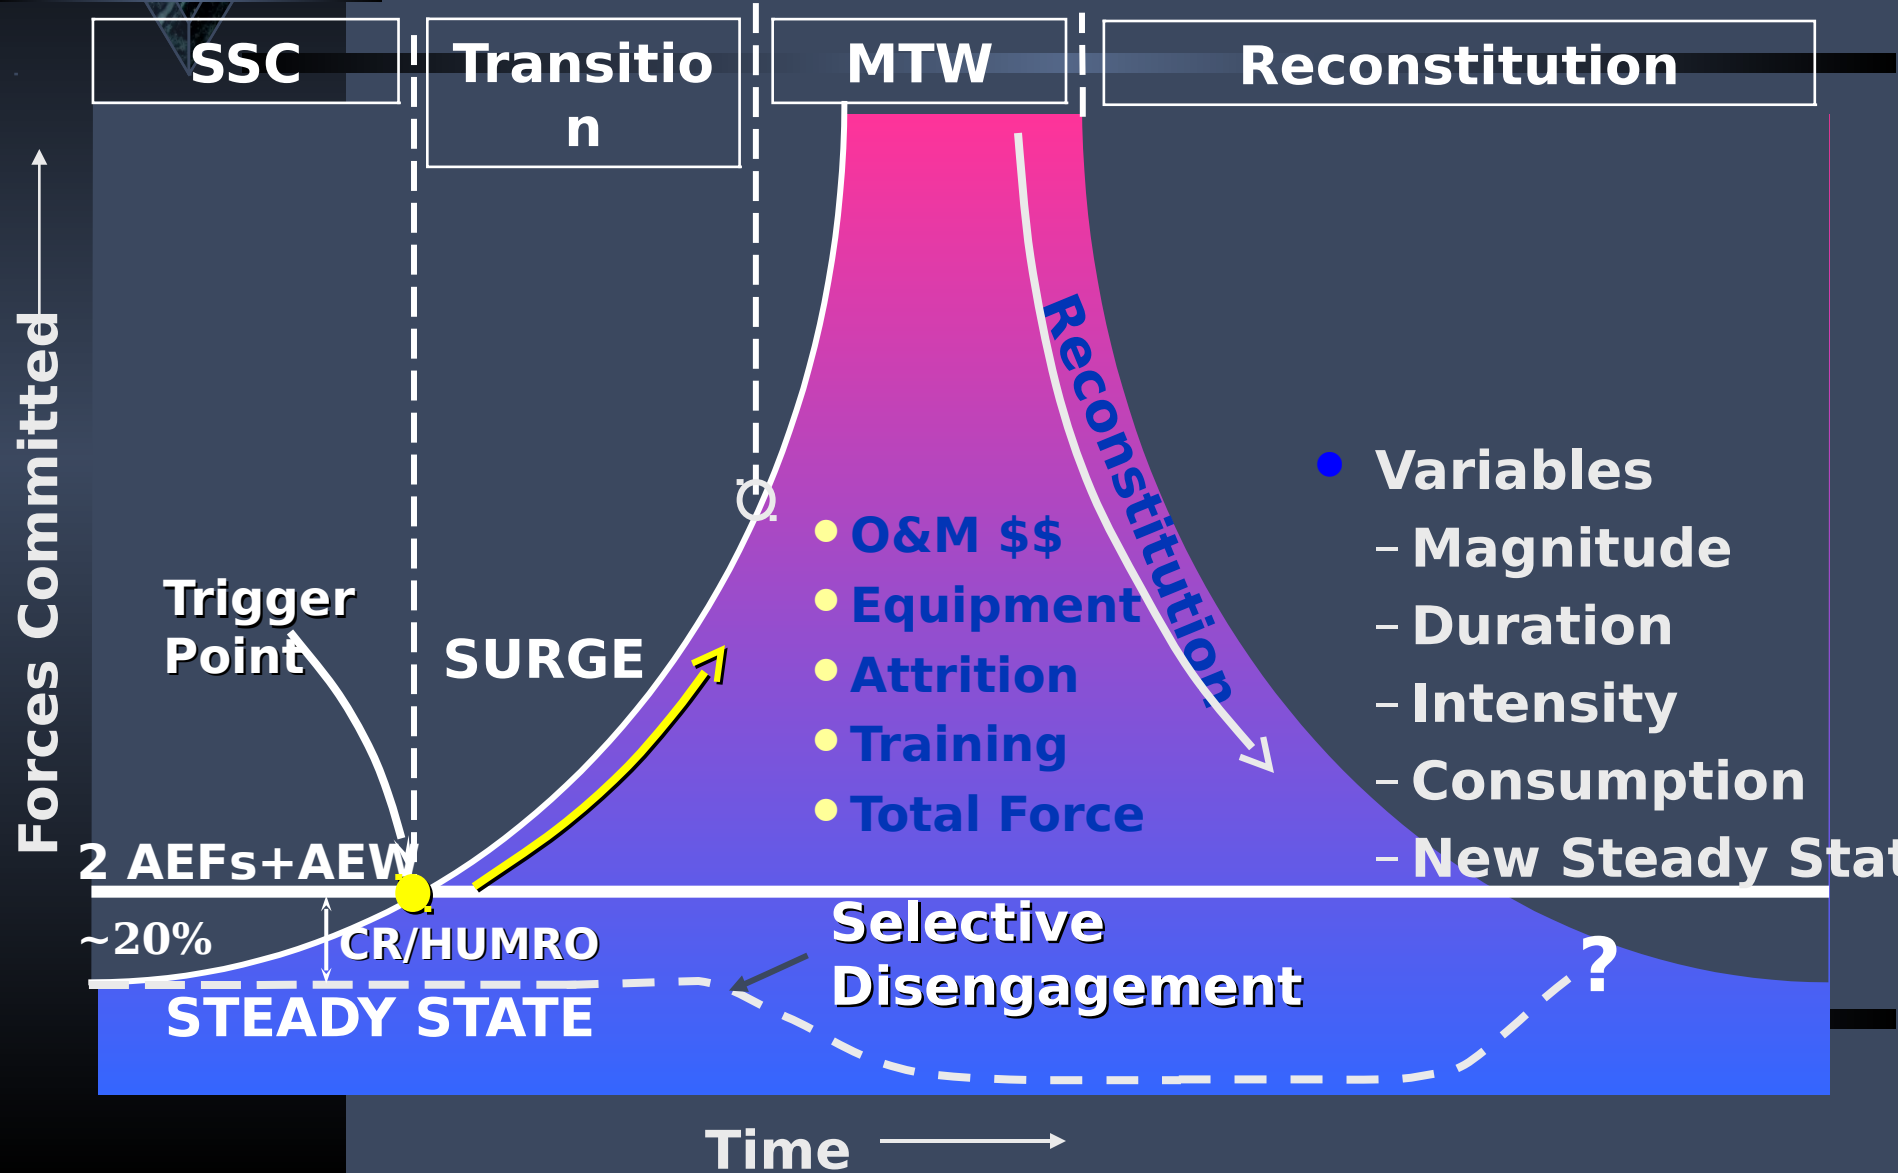 SSC
Transitio
n
MTW
Reconstitution
Forces Committed
Reconstitution
Variables
– Magnitude
– Duration
– Intensity
– Consumption
– New Steady Stat
O&M $$
Equipment
Attrition
Training
Total Force
Trigger
Point
SURGE
2 AEFs+AEW
~20%
CR/HUMRO
STEADY STATE
Selective
Disengagement
?
Time